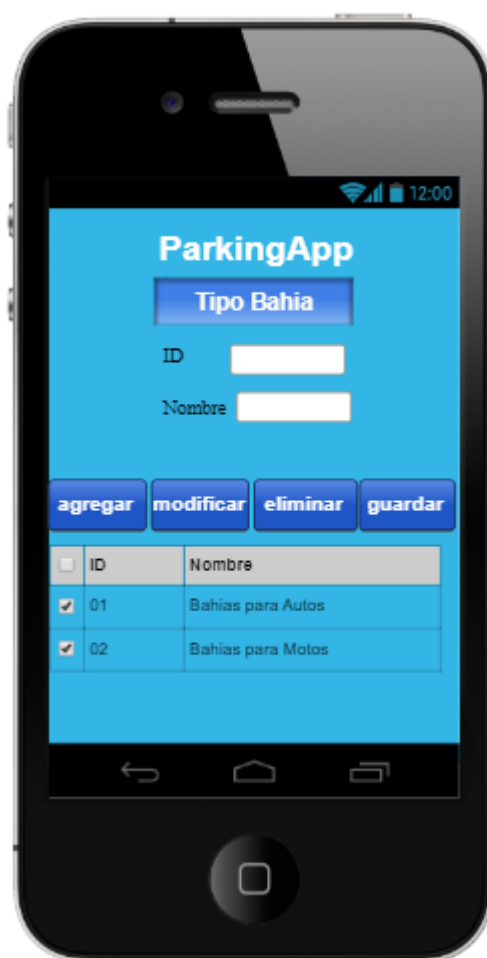 12:00
ParkingApp
Tipo Bahia
ID
Nombre
agregar modificar eliminar guardar
ID Nombre
01 Bahias para Autos
02 Bahias para Motos